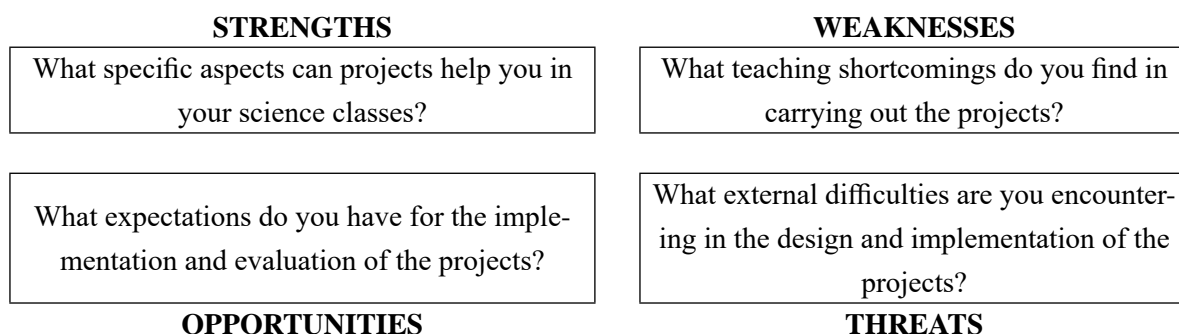 STRENGTHS
What specific aspects can projects help you in
your science classes?
WEAKNESSES
What teaching shortcomings do you find in
carrying out the projects?
What expectations do you have for the imple-
mentation and evaluation of the projects?
OPPORTUNITIES
What external difficulties are you encounter-
ing in the design and implementation of the
projects?
THREATS